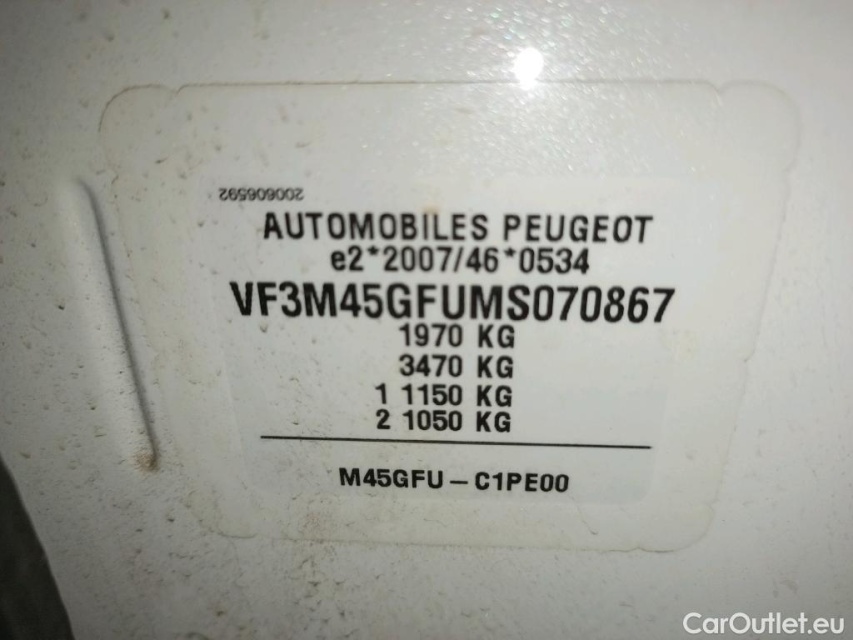 200606592
AUTOMOBILES PEUGEOT
e2*2007/46*0534
VF3M45GFUMS070867
1970 KG
3470 KG
1 1150 KG
2 1050 KG
M45GFU - C1PE00
CarOutlet.eu